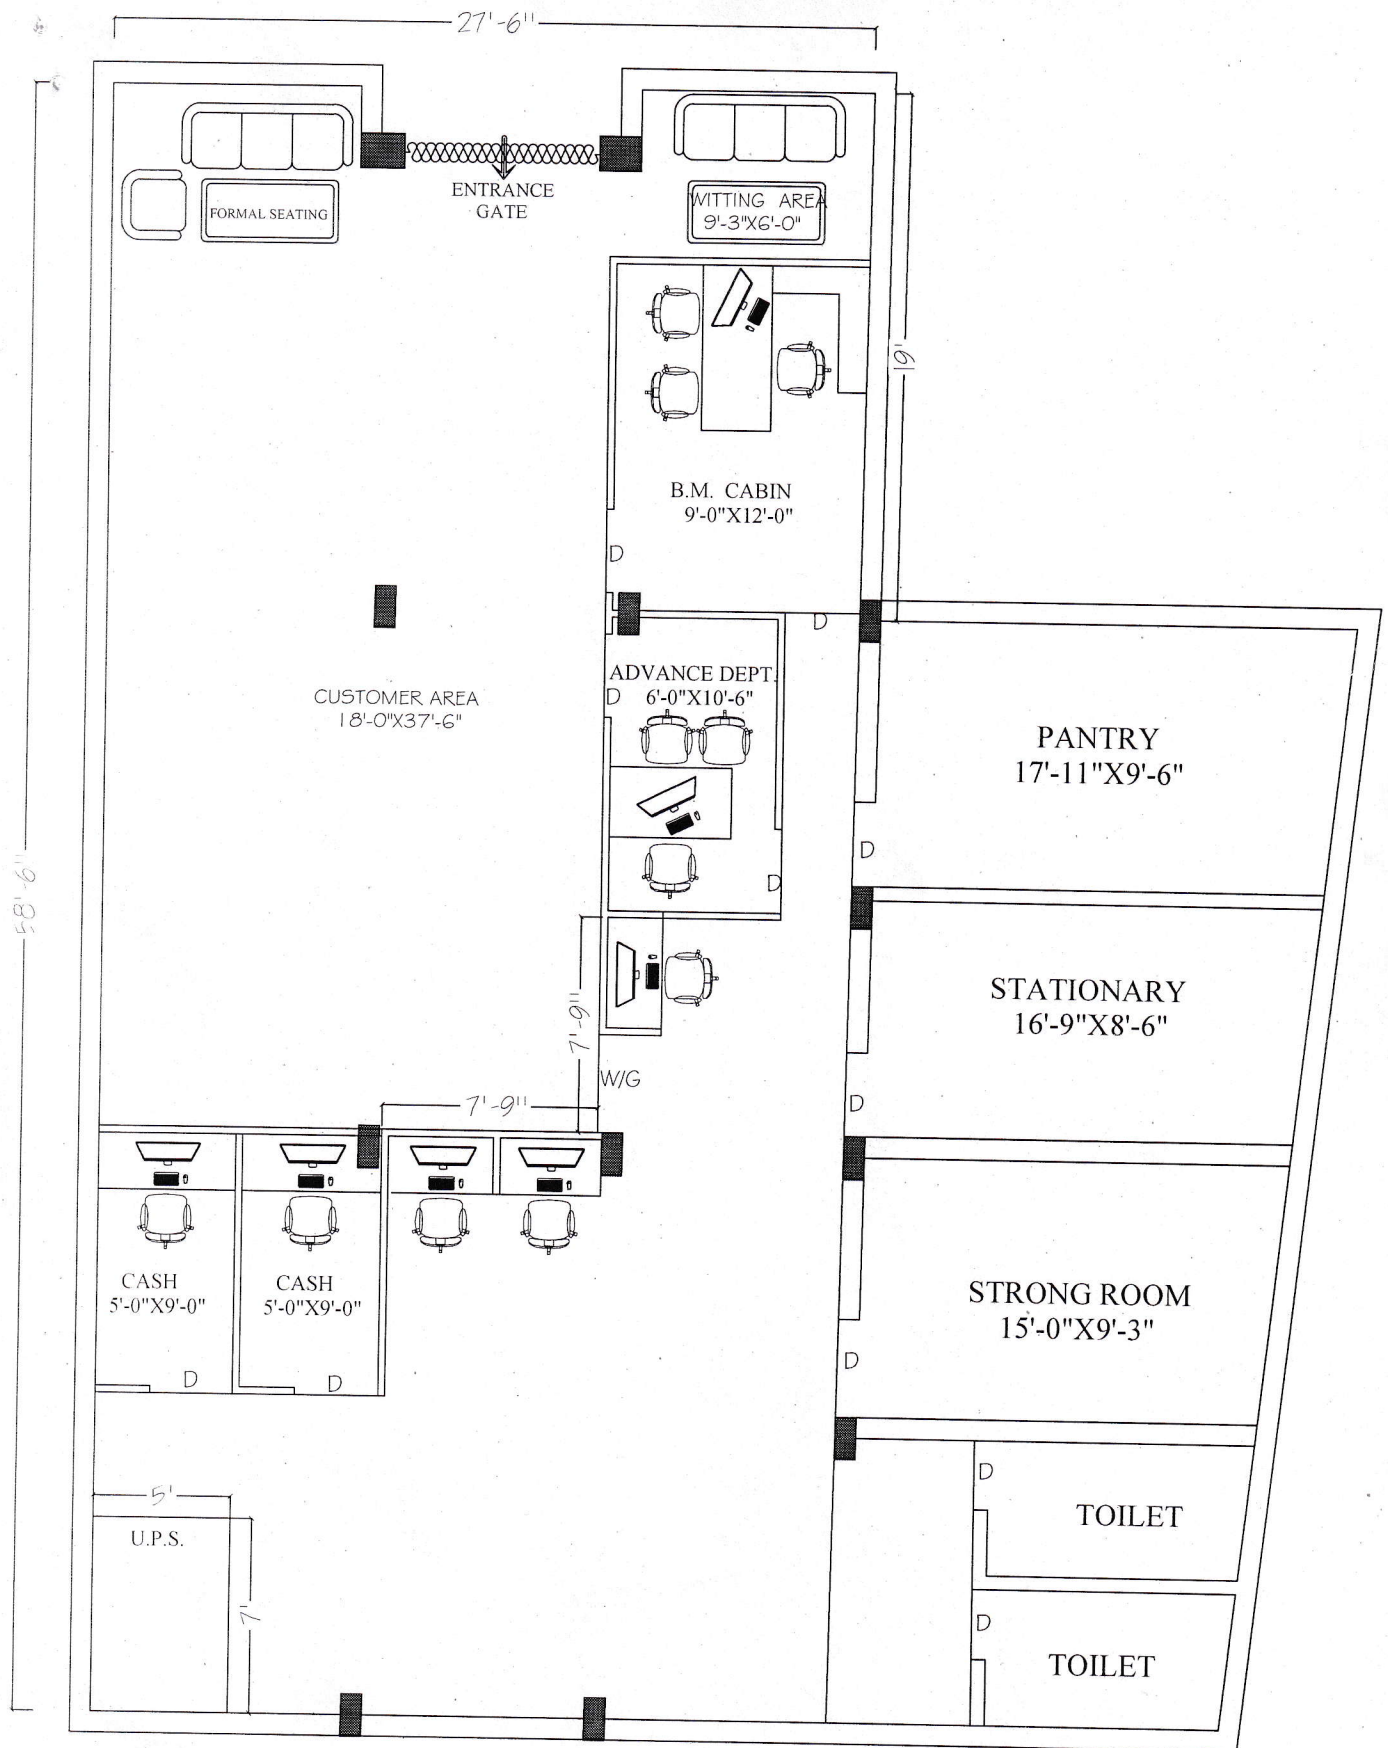 27'-6"
ENTRANCE
GATE
FORMAL SEATING
WITTING AREA
9'-3"X6'-0"
19'
B.M. CABIN
9'-0"X12'-0"
D
D
ADVANCE DEPT.
6'-0"X10'-6"
D
CUSTOMER AREA
18'-0"X37'-6"
PANTRY
17'-11"X9'-6"
D
D
58'-6"
STATIONARY
16'-9"X8'-6"
7'-9"
W/G
7'-9"
D
CASH
5'-0"X9'-0"
CASH
5'-0"X9'-0"
STRONG ROOM
15'-0"X9'-3"
D
D
D
5'
U.P.S.
7'
D
TOILET
D
TOILET